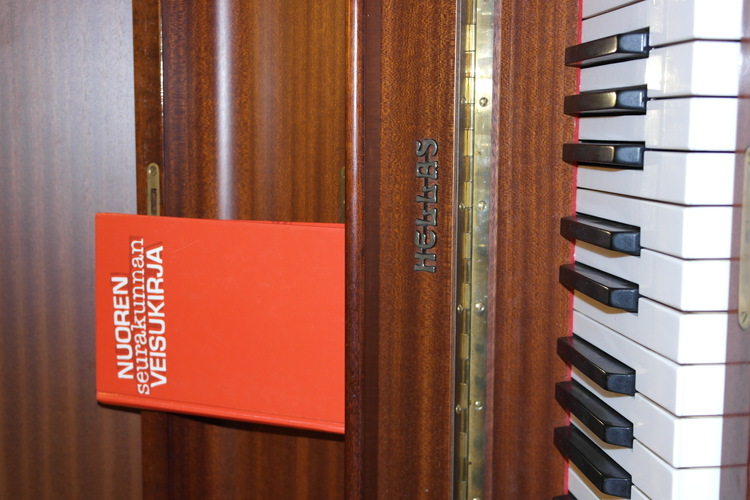 NUOREN
seurakunnan
VEISUKIRJA
HELLAS